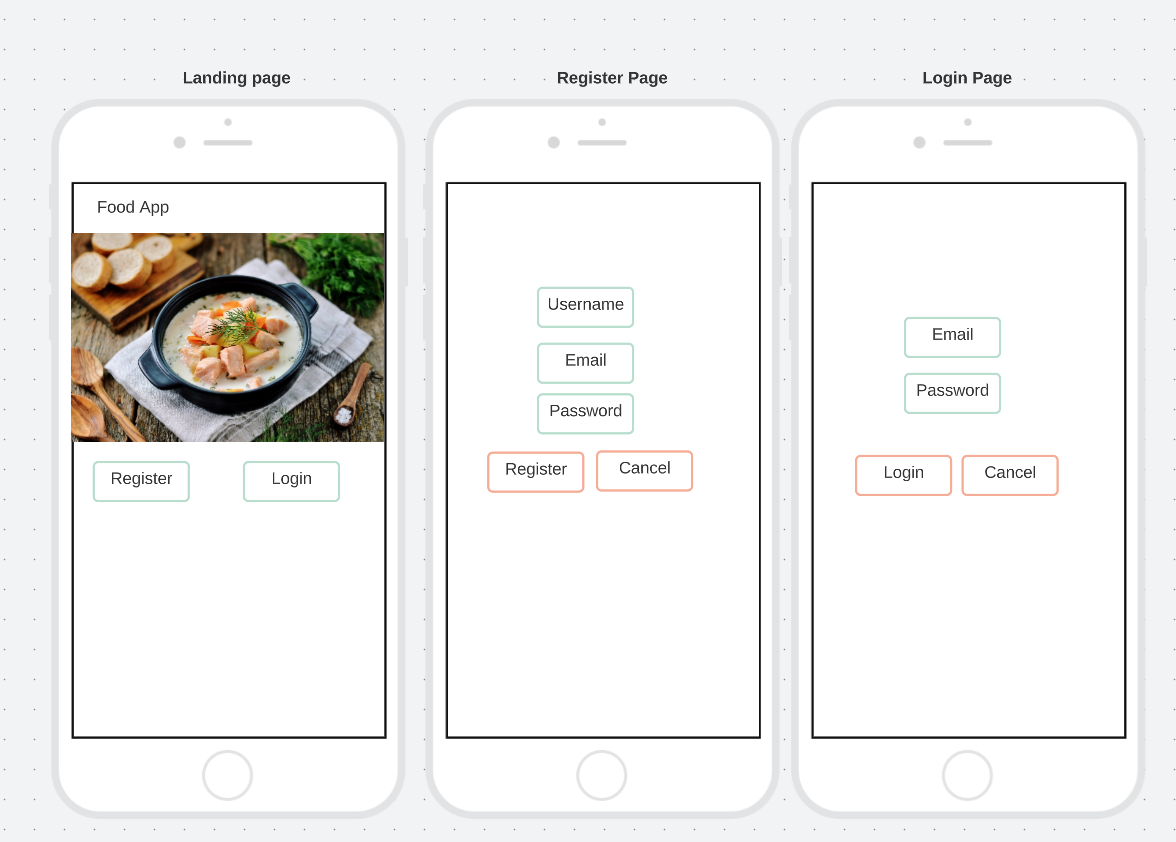 Landing page
Food App
Register
Login
Register Page
Username
Email
Password
Register
Cancel
Login Page
Email
Password
Login
Cancel